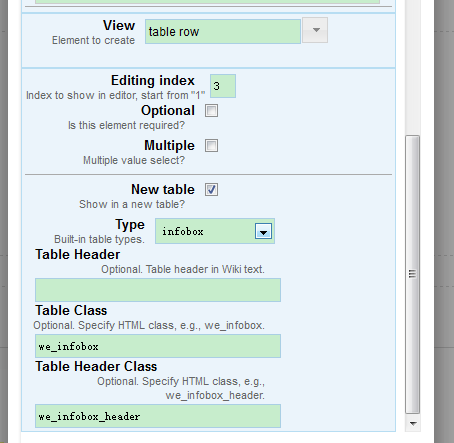 View
Element to create
table row
Editing index
Index to show in editor, start from "1"
3
Optional
Is this element required?
Multiple
Multiple value select?
New table
Show in a new table?
Type
Built-in table types.
infobox
Table Header
Optional. Table header in Wiki text.
Table Class
Optional. Specify HTML class, e.g., we_infobox.
we_infobox
Table Header Class
Optional. Specify HTML class, e.g.,
we_infobox_header.
we_infobox_header